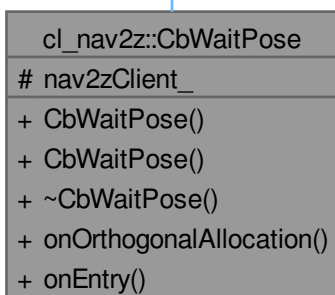 cl_nav2z::CbWaitPose
# nav2zClient_
+ CbWaitPose()
+ CbWaitPose()
+ ~CbWaitPose()
+ onOrthogonalAllocation()
+ onEntry()